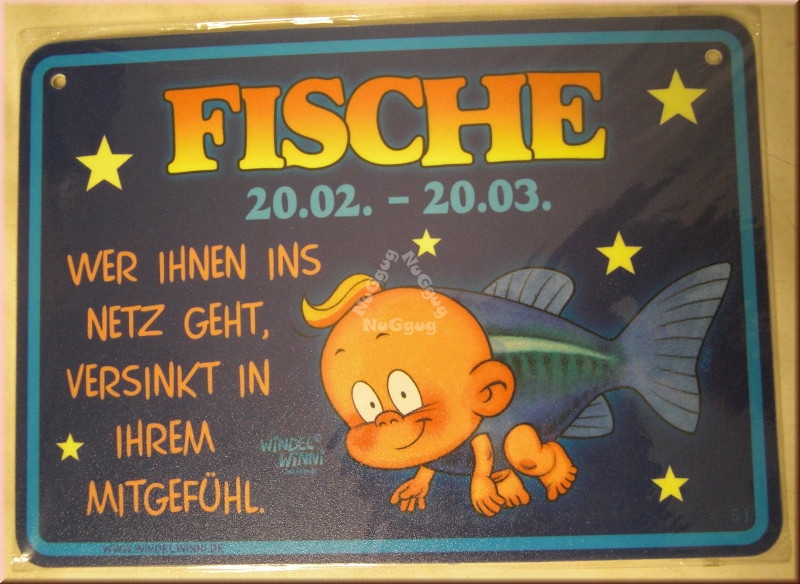 FISCHE
20.02. – 20.03.
WER IHNEN INS
NETZ GEHT,
VERSINKT IN
IHREM
MITGEFÜHL.
NuGgug
NuGgug
NuGgug
WINDEL
WINNI
WWW.WINDELWINNI.DE
51